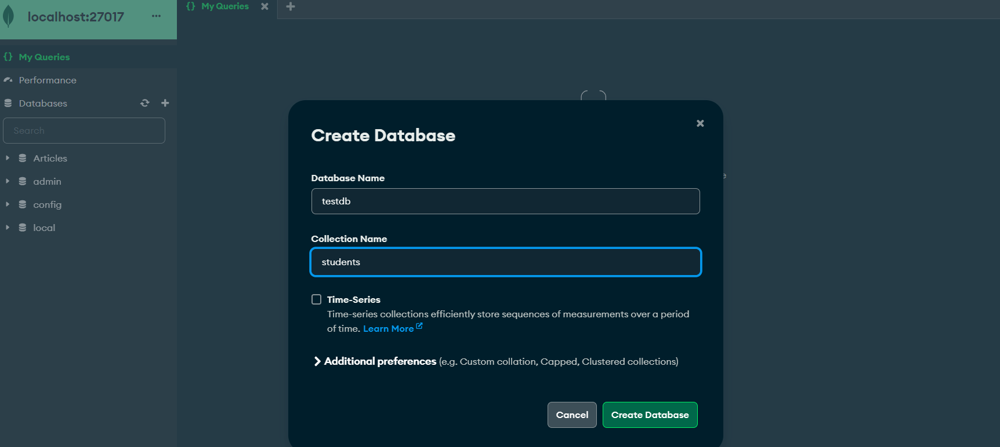 localhost:27017
My Queries
My Queries
Performance
Databases
Search
Articles
admin
config
local
Create Database
Database Name
testdb
Collection Name
students
Time-Series
Time-series collections efficiently store sequences of measurements over a period
of time. Learn More
Additional preferences (e.g. Custom collation, Capped, Clustered collections)
Cancel
Create Database